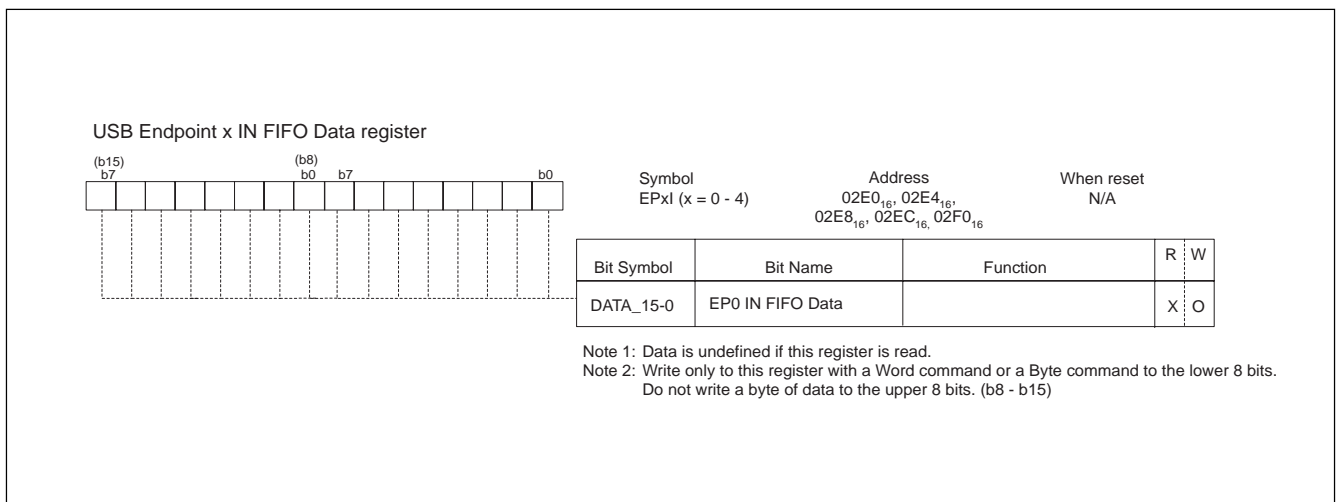 USB Endpoint x IN FIFO Data register
(b15) (b8)
b7 b0 b7 b0
Symbol Address When reset
EPxI (x = 0 - 4) 02E0₁₆, 02E4₁₆, N/A
02E8₁₆, 02EC₁₆, 02F0₁₆
Bit Symbol Bit Name Function R W
DATA_15-0 EP0 IN FIFO Data X O
Note 1: Data is undefined if this register is read.
Note 2: Write only to this register with a Word command or a Byte command to the lower 8 bits.
Do not write a byte of data to the upper 8 bits. (b8 - b15)